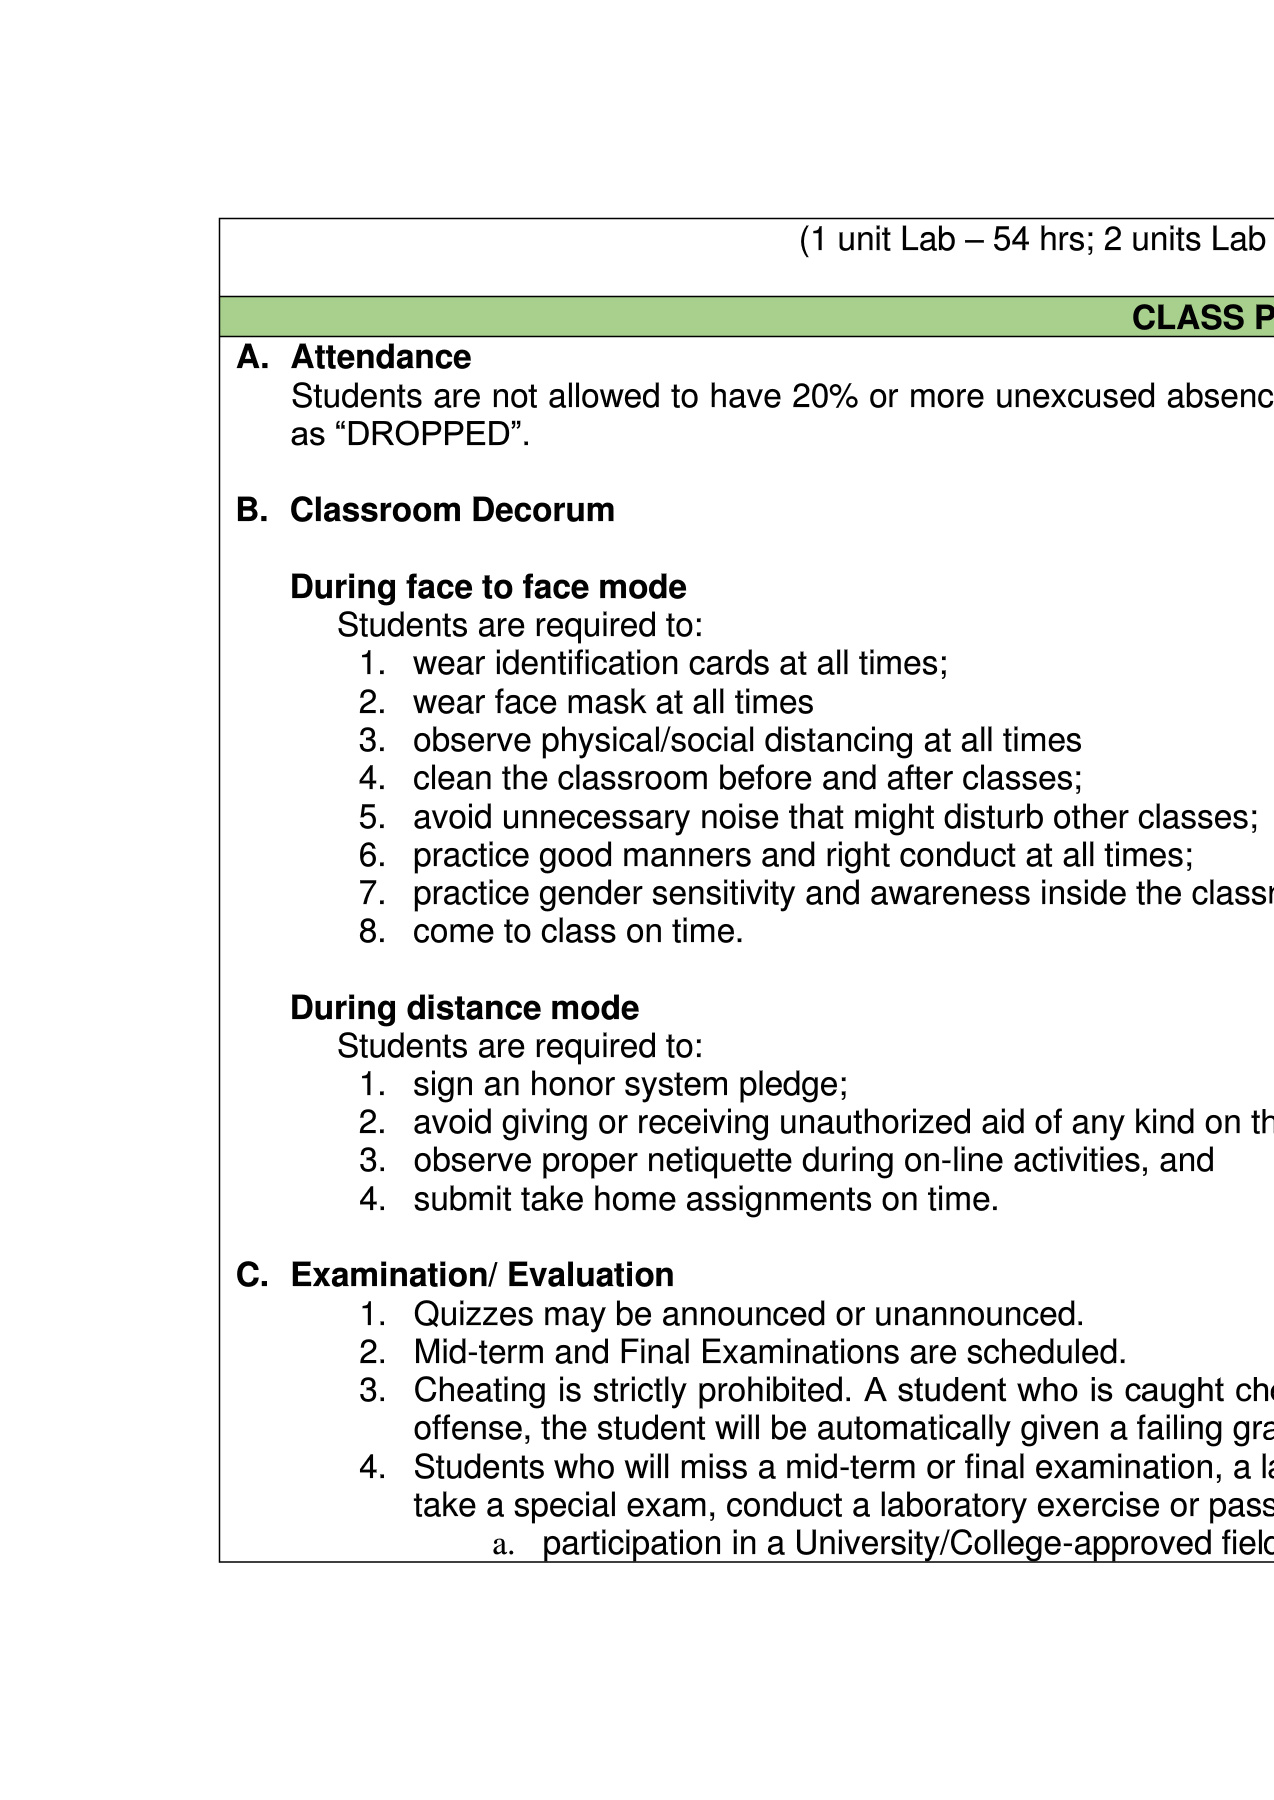 (1 unit Lab – 54 hrs; 2 units Lab
CLASS P
A. Attendance
Students are not allowed to have 20% or more unexcused absenc
as “DROPPED”.
B. Classroom Decorum
During face to face mode
Students are required to:
1. wear identification cards at all times;
2. wear face mask at all times
3. observe physical/social distancing at all times
4. clean the classroom before and after classes;
5. avoid unnecessary noise that might disturb other classes;
6. practice good manners and right conduct at all times;
7. practice gender sensitivity and awareness inside the classr
8. come to class on time.
During distance mode
Students are required to:
1. sign an honor system pledge;
2. avoid giving or receiving unauthorized aid of any kind on th
3. observe proper netiquette during on-line activities, and
4. submit take home assignments on time.
C. Examination/ Evaluation
1. Quizzes may be announced or unannounced.
2. Mid-term and Final Examinations are scheduled.
3. Cheating is strictly prohibited. A student who is caught che
offense, the student will be automatically given a failing gra
4. Students who will miss a mid-term or final examination, a la
take a special exam, conduct a laboratory exercise or pass
a. participation in a University/College-approved field